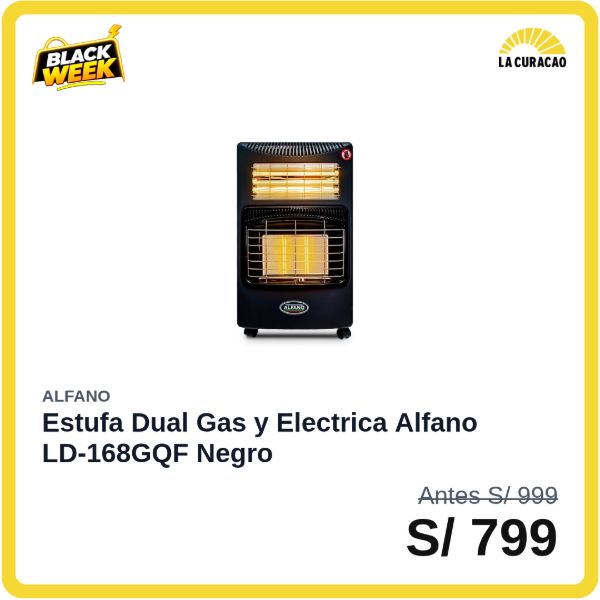 BLACK
WEEK
LA CURACAO
ALFANO
ALFANO
Estufa Dual Gas y Electrica Alfano
LD-168GQF Negro
Antes S/ 999
S/ 799